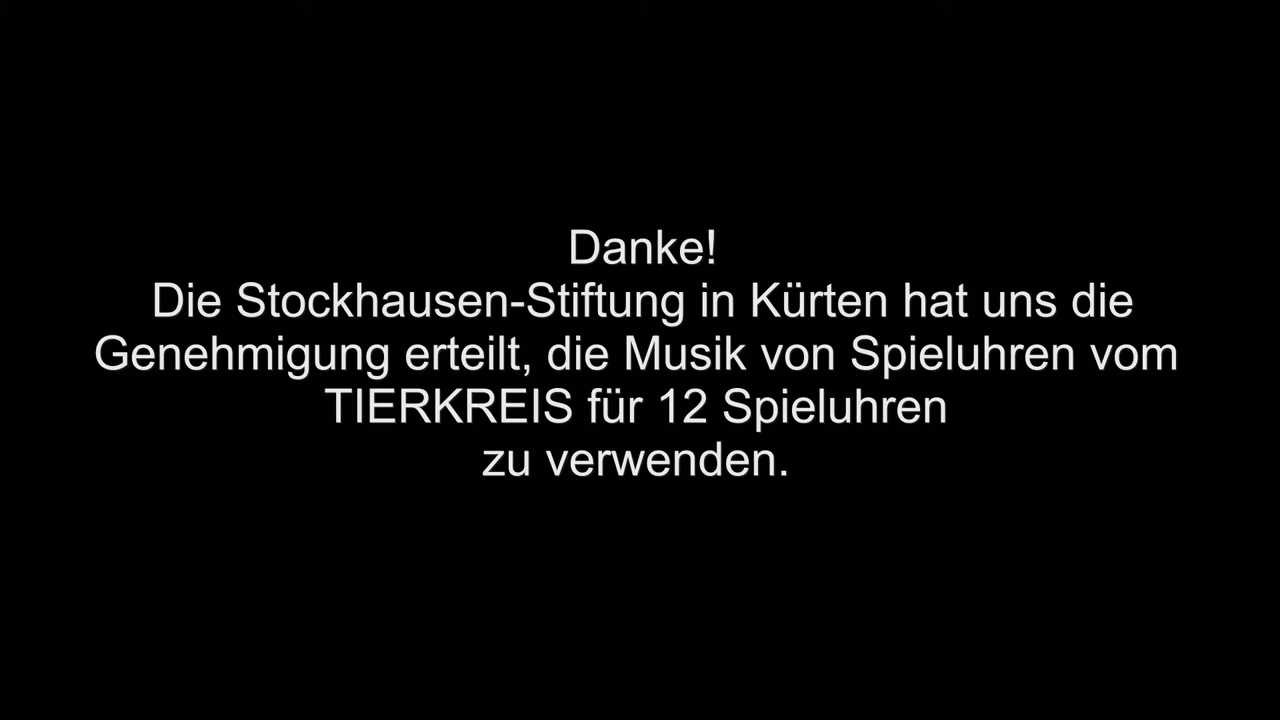 Danke!
Die Stockhausen-Stiftung in Kürten hat uns die
Genehmigung erteilt, die Musik von Spieluhren vom
TIERKREIS für 12 Spieluhren
zu verwenden.